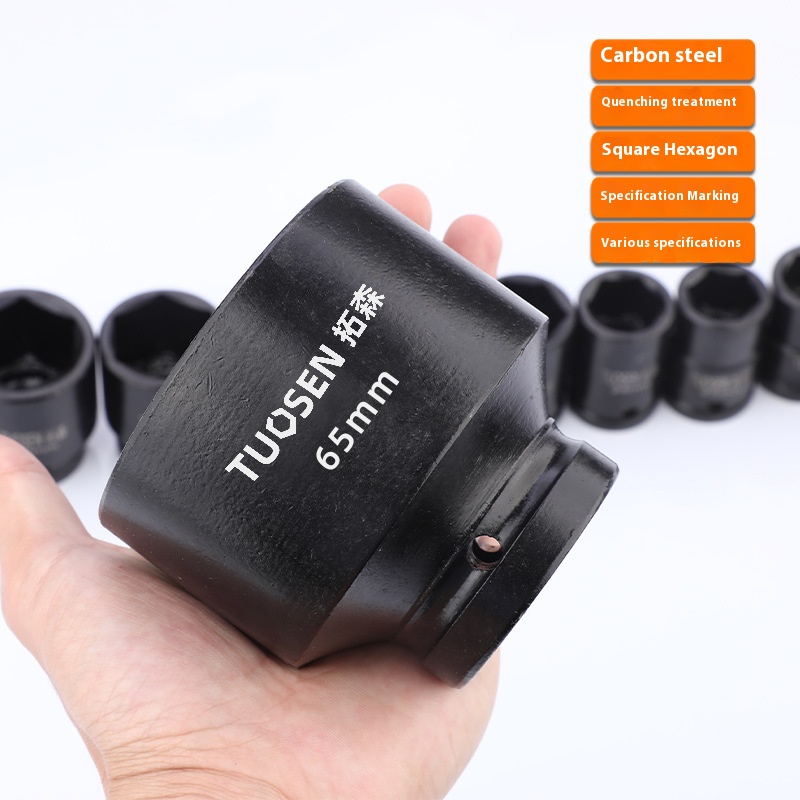 Carbon steel
Quenching treatment
Square Hexagon
Specification Marking
Various specifications
TUOSEN 拓森
65mm